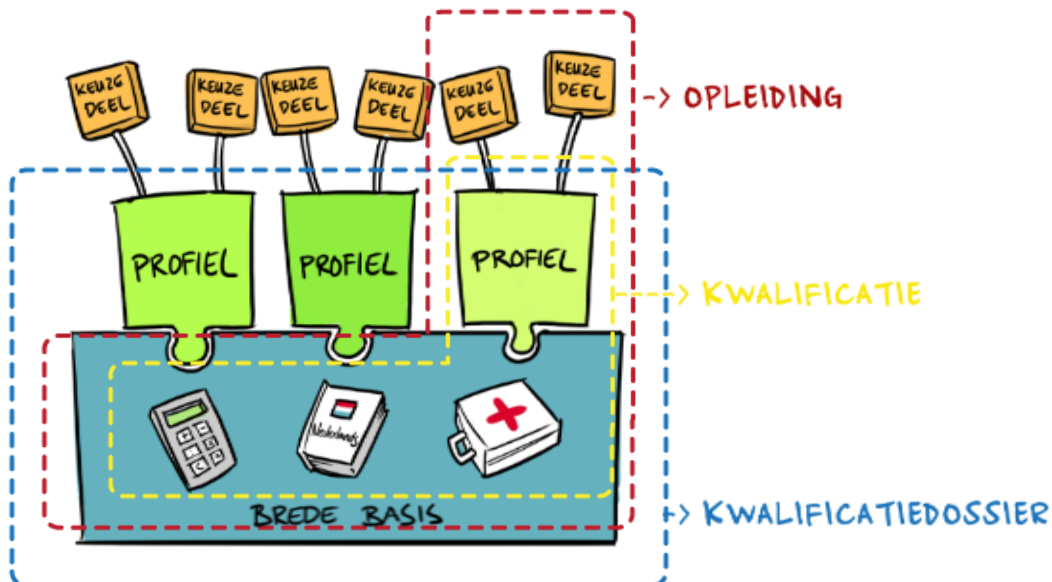 KEUZE
DEEL
KEUZE
DEEL
KEUZE
DEEL
KEUZE
DEEL
KEUZE
DEEL
KEUZE
DEEL
-> OPLEIDING
PROFIEL
PROFIEL
PROFIEL
-> KWALIFICATIE
Nederlands
BREDE BASIS
-> KWALIFICATIEDOSSIER